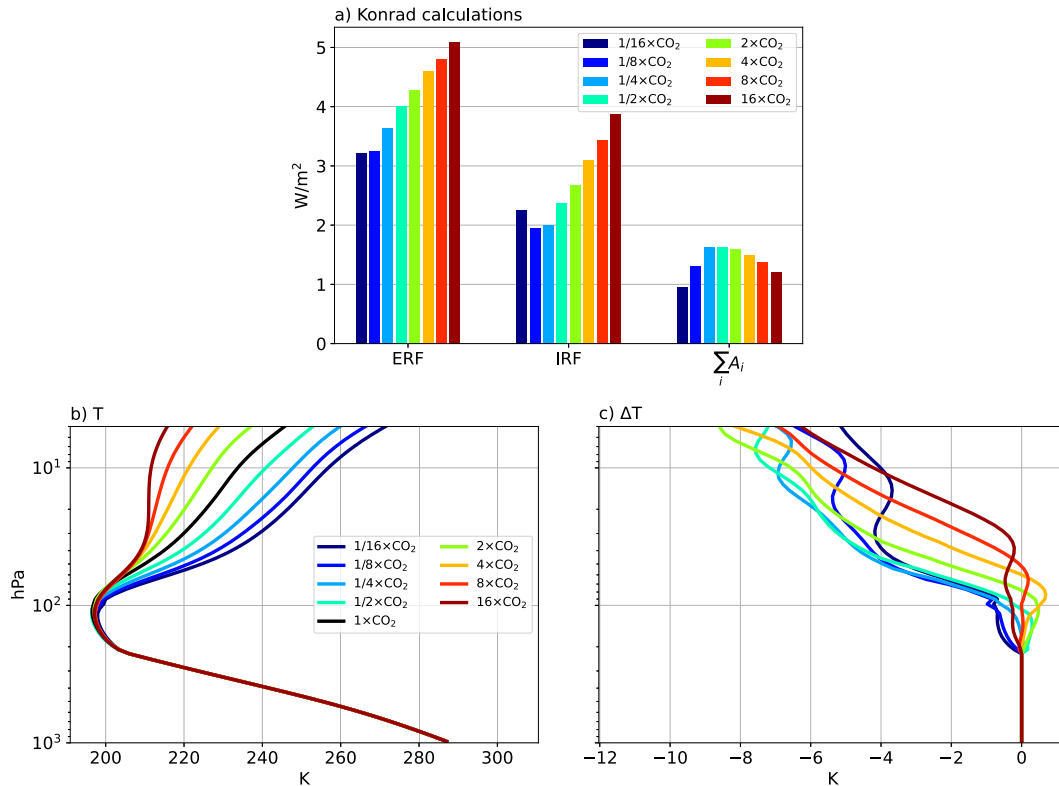 a) Konrad calculations
W/m²
5
4
3
2
1
0
1/16×CO₂
1/8×CO₂
1/4×CO₂
1/2×CO₂
2×CO₂
4×CO₂
8×CO₂
16×CO₂
ERF
IRF
∑ᵢ Aᵢ
b) T
hPa
10¹
10²
10³
1/16×CO₂
1/8×CO₂
1/4×CO₂
1/2×CO₂
1×CO₂
2×CO₂
4×CO₂
8×CO₂
16×CO₂
200
220
240
260
280
300
K
c) ΔT
−12
−10
−8
−6
−4
−2
0
K